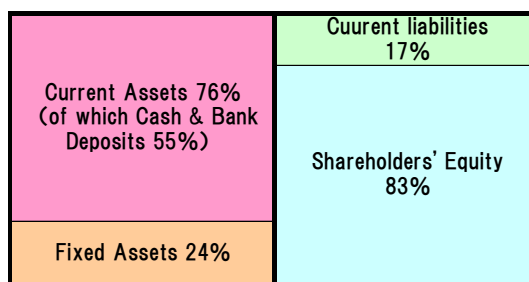 Current Assets 76%
(of which Cash & Bank
Deposits 55%)
Fixed Assets 24%
Cuurent liabilities
17%
Shareholders' Equity
83%